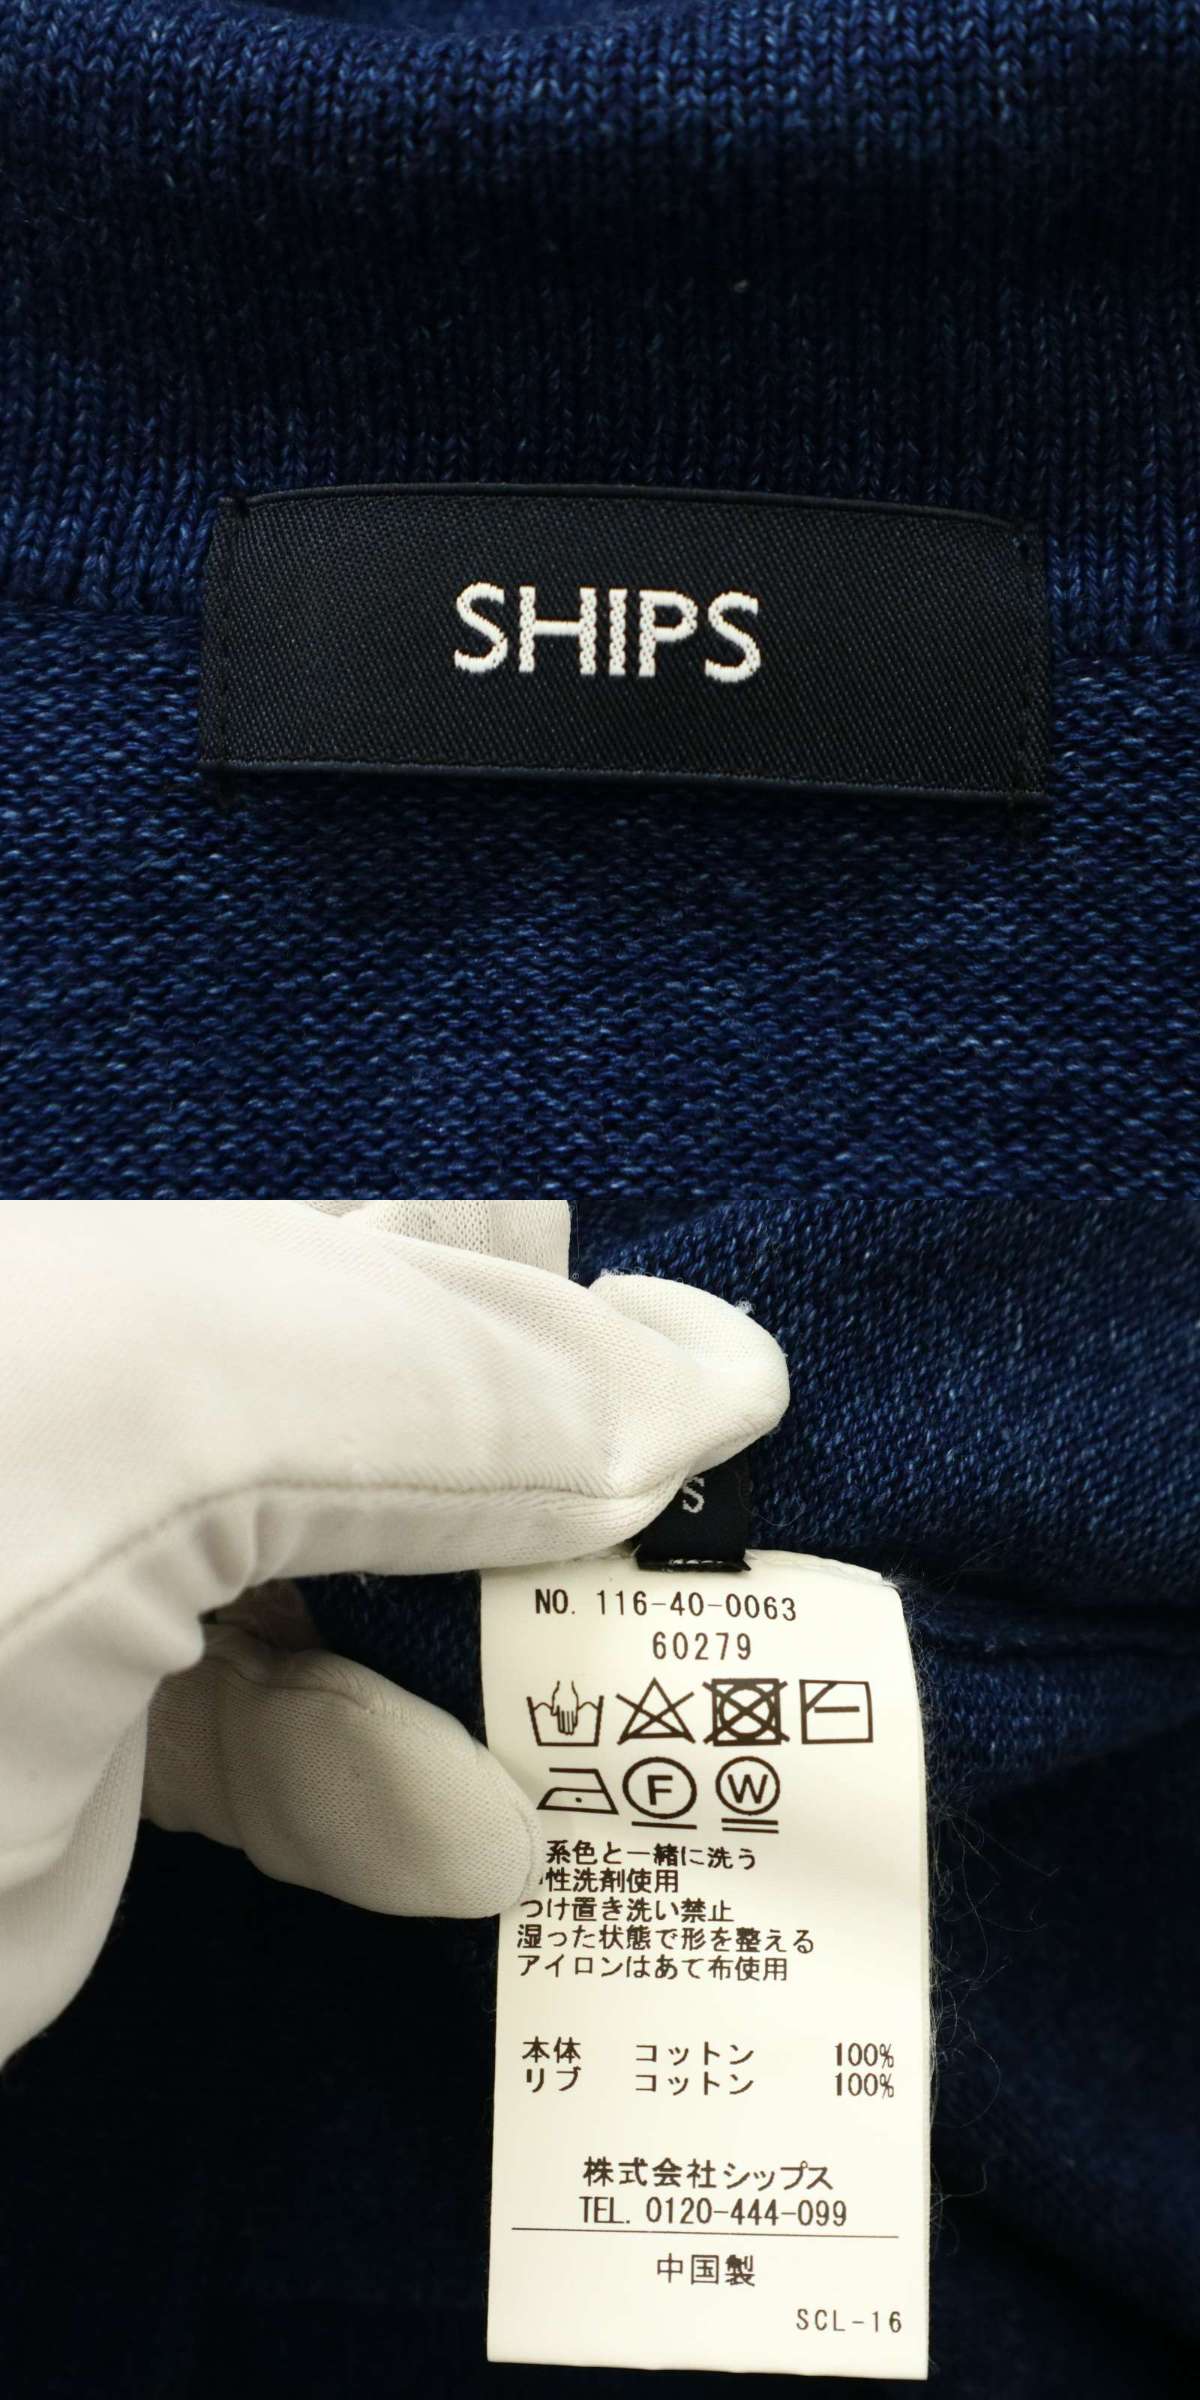 SHIPS
S
NO. 116-40-0063
60279
F W
系色と一緒に洗う
性洗剤使用
つけ置き洗い禁止
湿った状態で形を整える
アイロンはあて布使用
本体 コットン 100%
リブ コットン 100%
株式会社シップス
TEL. 0120-444-099
中国製
SCL-16